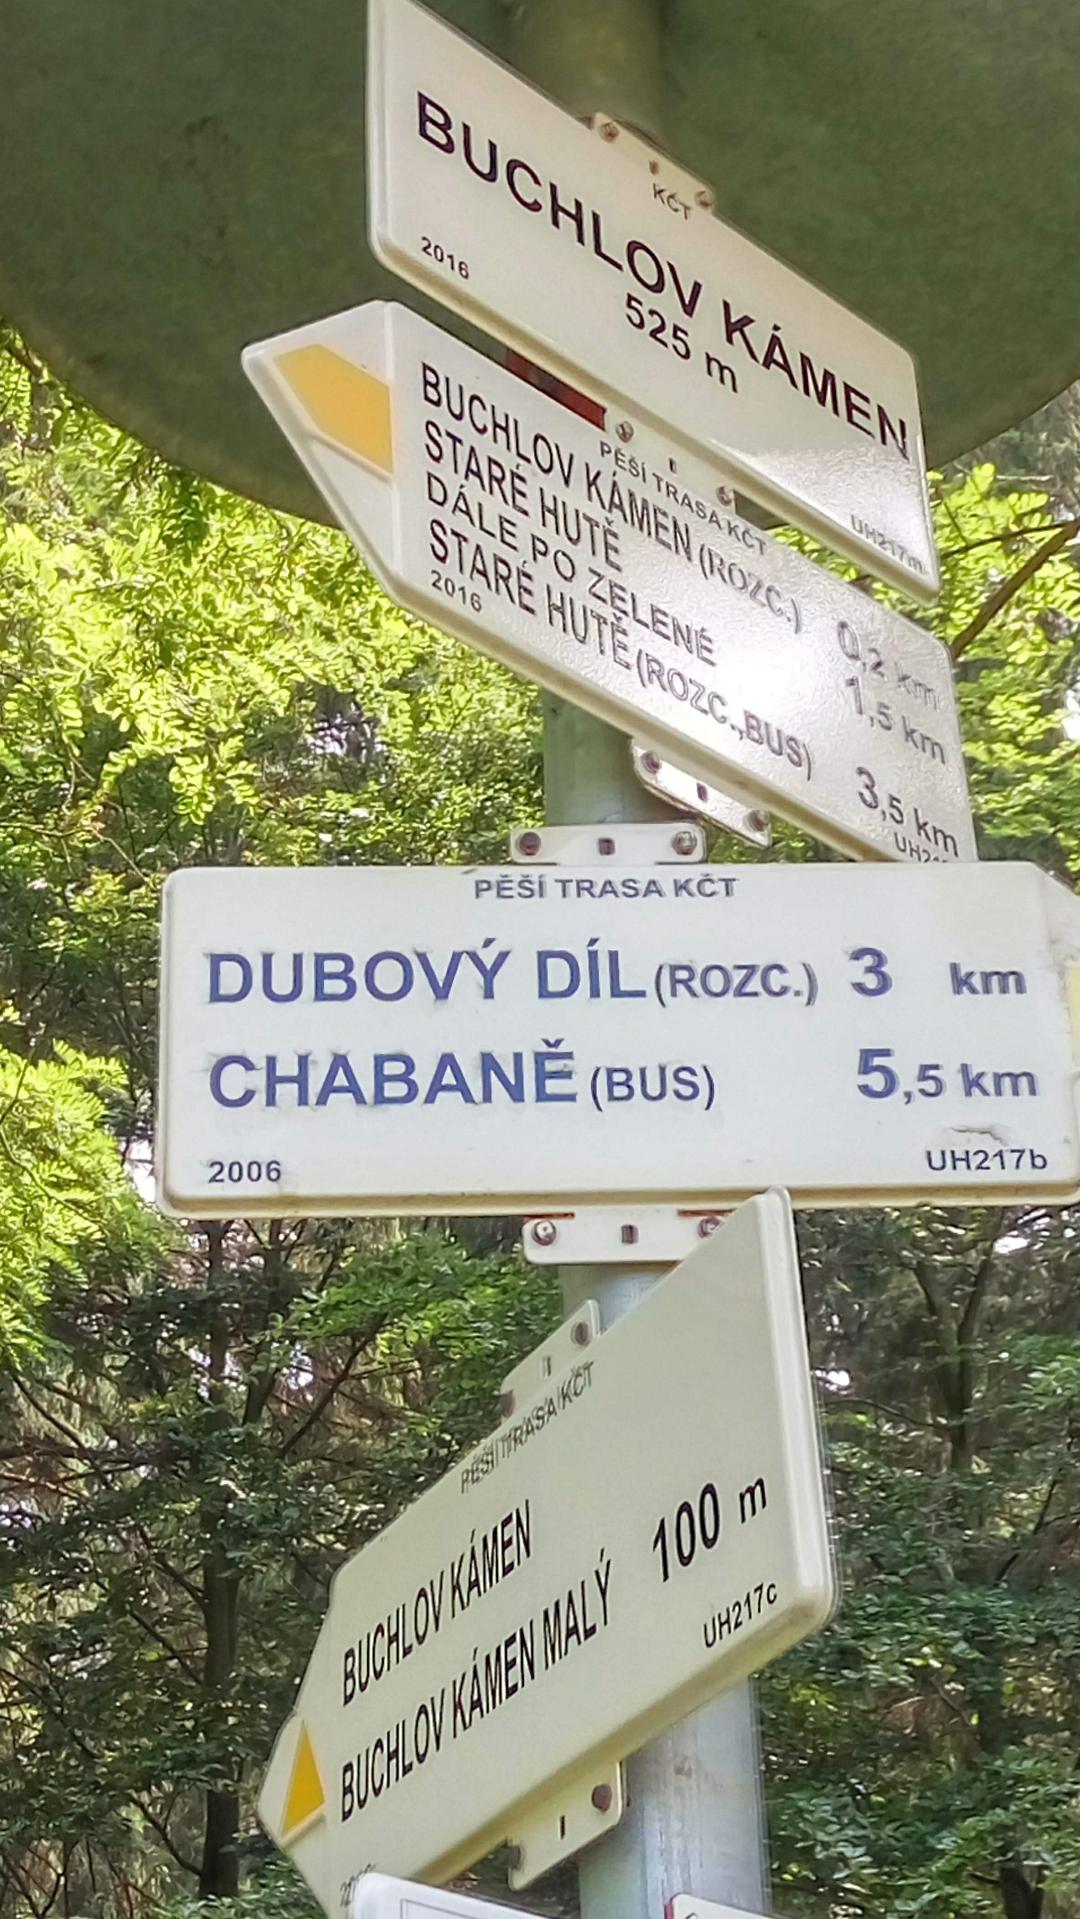 KČT
BUCHLOV KÁMEN
525 m
2016
UH217m
PĚŠÍ TRASA KČT
BUCHLOV KÁMEN (ROZC.) 0,2 km
STARÉ HUTĚ 1,5 km
DÁLE PO ZELENÉ
STARÉ HUTĚ (ROZC.,BUS) 3,5 km
2016
PĚŠÍ TRASA KČT
DUBOVÝ DÍL (ROZC.) 3 km
CHABANĚ (BUS) 5,5 km
2006 UH217b
PĚŠÍ TRASA KČT
BUCHLOV KÁMEN
BUCHLOV KÁMEN MALÝ 100 m
UH217c